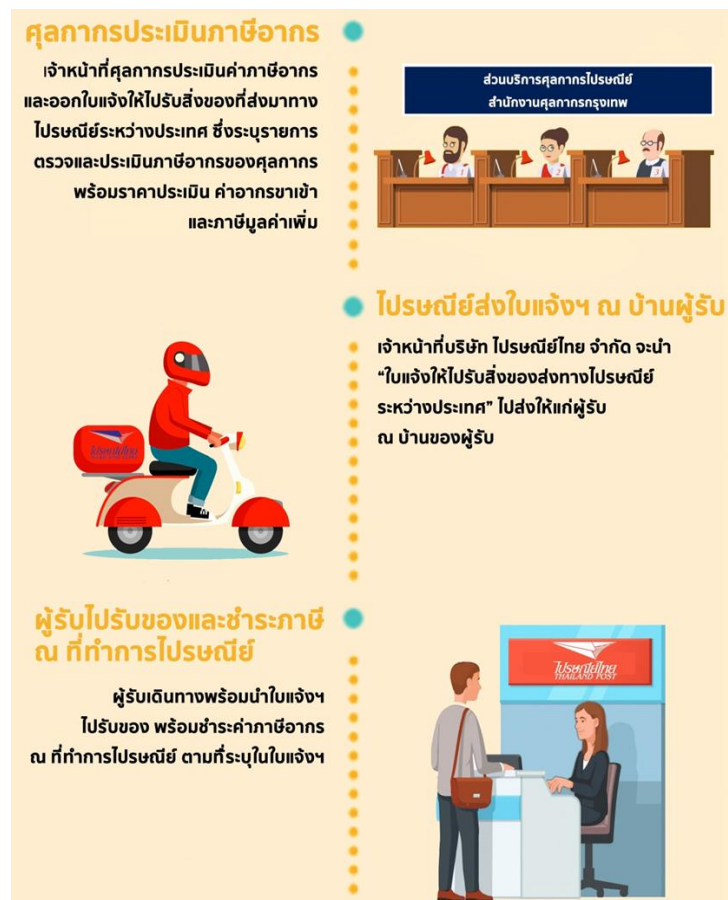 ศุลกากรประเมินภาษีอากร
เจ้าหน้าที่ศุลกากรประเมินค่าภาษีอากร
และออกใบแจ้งให้ไปรับสิ่งของที่ส่งมาทาง
ไปรษณีย์ระหว่างประเทศ ซึ่งระบุรายการ
ตรวจและประเมินภาษีอากรของศุลกากร
พร้อมราคาประเมิน ค่าอากรขาเข้า
และภาษีมูลค่าเพิ่ม
ส่วนบริการศุลกากรไปรษณีย์
สำนักงานศุลกากรกรุงเทพ
1
2
3
ไปรษณีย์ส่งใบแจ้งฯ ณ บ้านผู้รับ
เจ้าหน้าที่บริษัท ไปรษณีย์ไทย จำกัด จะนำ
“ใบแจ้งให้ไปรับสิ่งของส่งทางไปรษณีย์
ระหว่างประเทศ” ไปส่งให้แก่ผู้รับ
ณ บ้านของผู้รับ
ไปรษณีย์ไทย
ผู้รับไปรับของและชำระภาษี
ณ ที่ทำการไปรษณีย์
ผู้รับเดินทางพร้อมนำใบแจ้งฯ
ไปรับของ พร้อมชำระค่าภาษีอากร
ณ ที่ทำการไปรษณีย์ ตามที่ระบุในใบแจ้งฯ
ไปรษณีย์ไทย
THAILAND POST